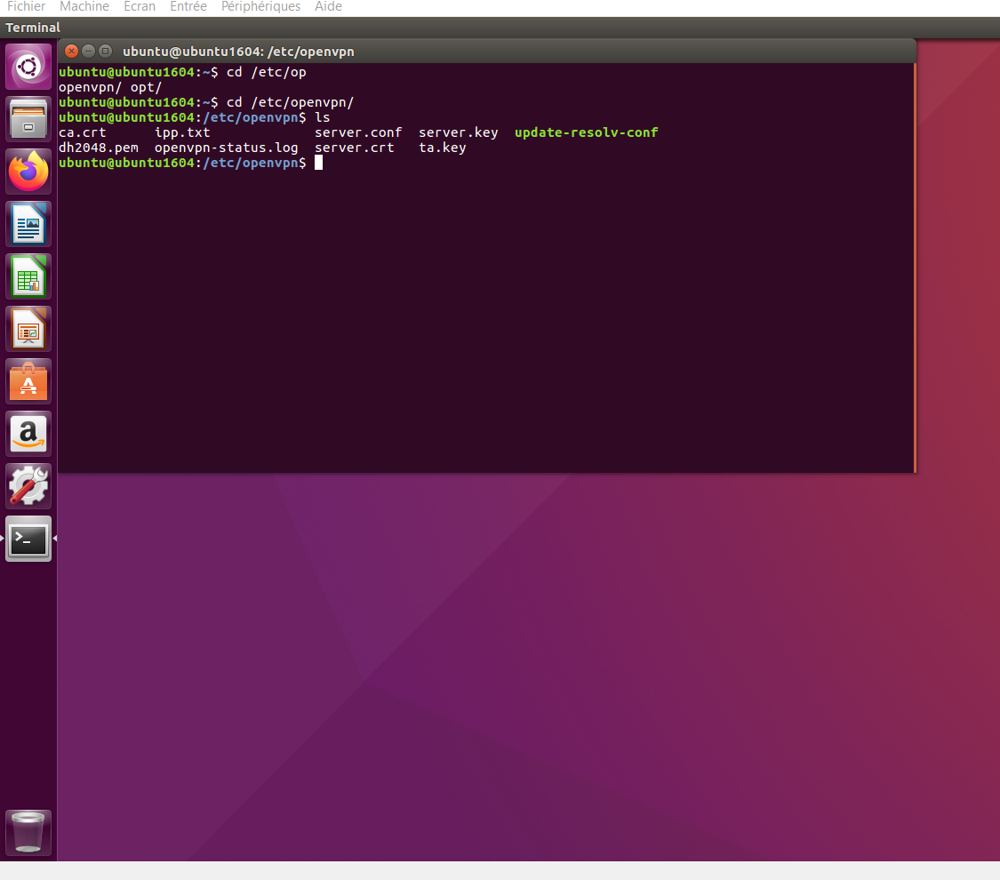 Fichier Machine Ecran Entrée Périphériques Aide
Terminal
ubuntu@ubuntu1604: /etc/openvpn
ubuntu@ubuntu1604:~$ cd /etc/op
openvpn/ opt/
ubuntu@ubuntu1604:~$ cd /etc/openvpn/
ubuntu@ubuntu1604:/etc/openvpn$ ls
ca.crt      ipp.txt             server.conf  server.key  update-resolv-conf
dh2048.pem  openvpn-status.log  server.crt   ta.key
ubuntu@ubuntu1604:/etc/openvpn$